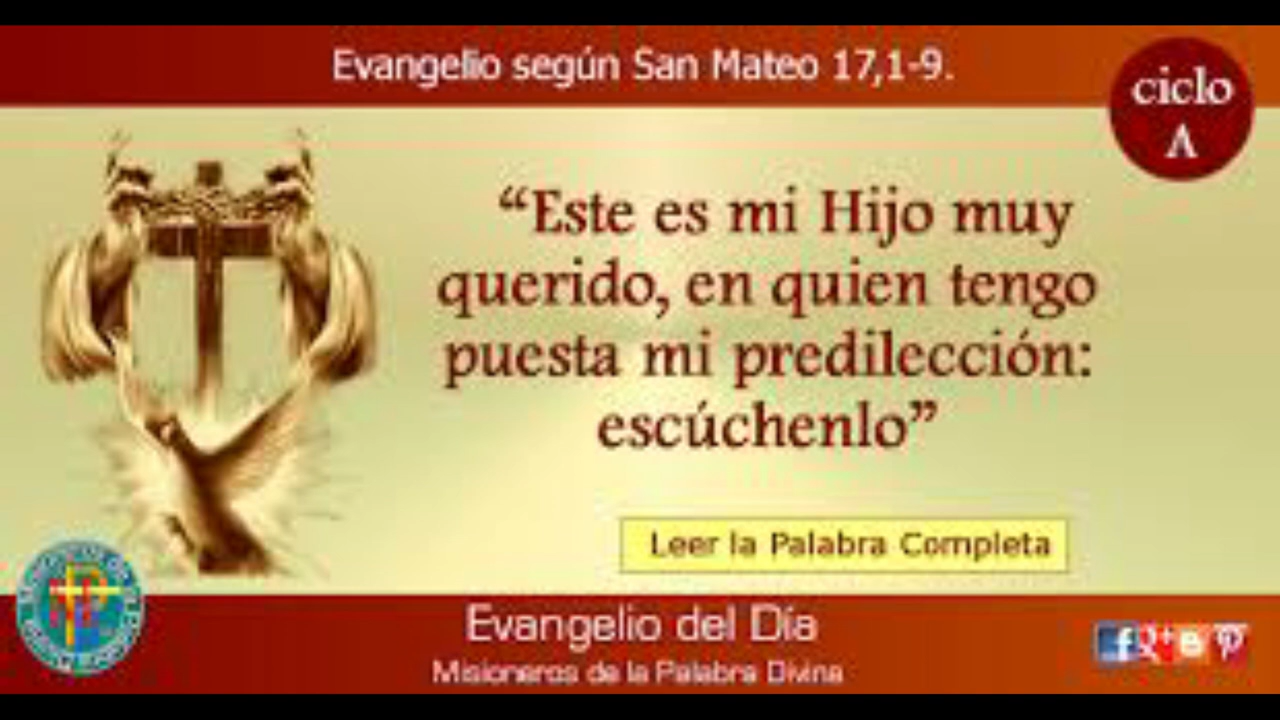 Evangelio según San Mateo 17,1-9.
ciclo
A
“Este es mi Hijo muy
querido, en quien tengo
puesta mi predilección:
escúchenlo”
Leer la Palabra Completa
Evangelio del Día
Misioneros de la Palabra Divina